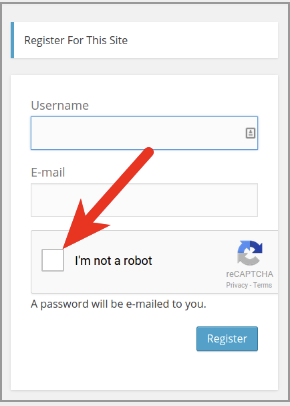 Register For This Site
Username
E-mail
I'm not a robot
reCAPTCHA
Privacy - Terms
A password will be e-mailed to you.
Register